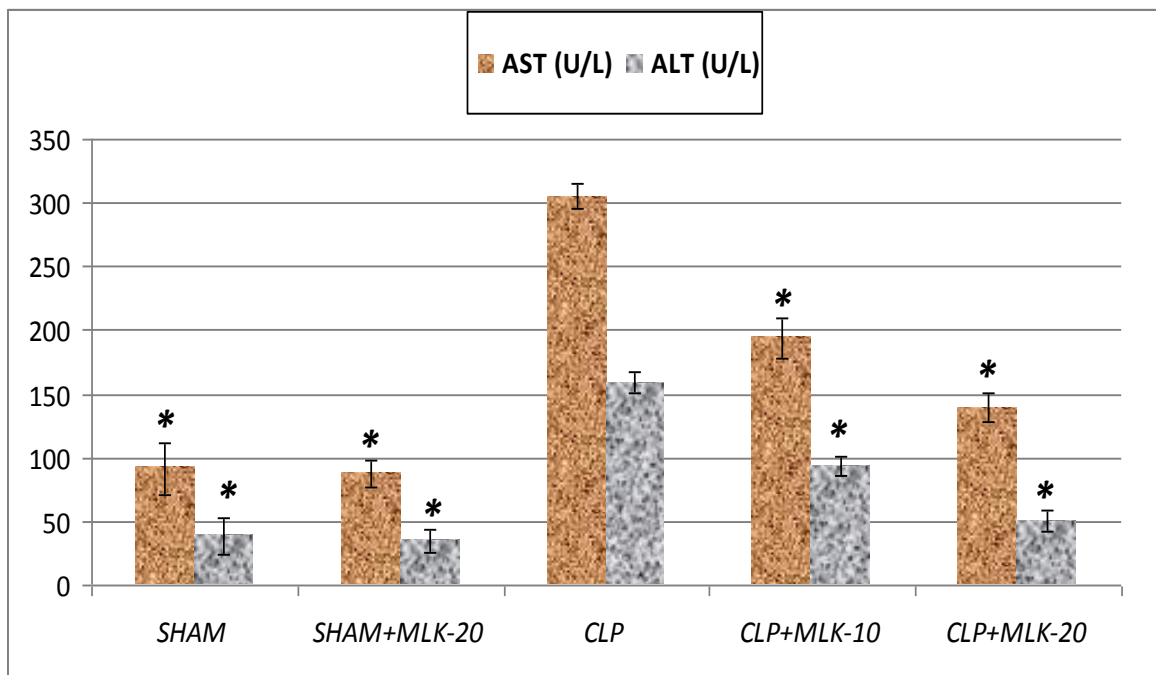 AST (U/L) ALT (U/L)
350
300
250
200
150
100
50
0
* * * * * * * *
SHAM SHAM+MLK-20 CLP CLP+MLK-10 CLP+MLK-20